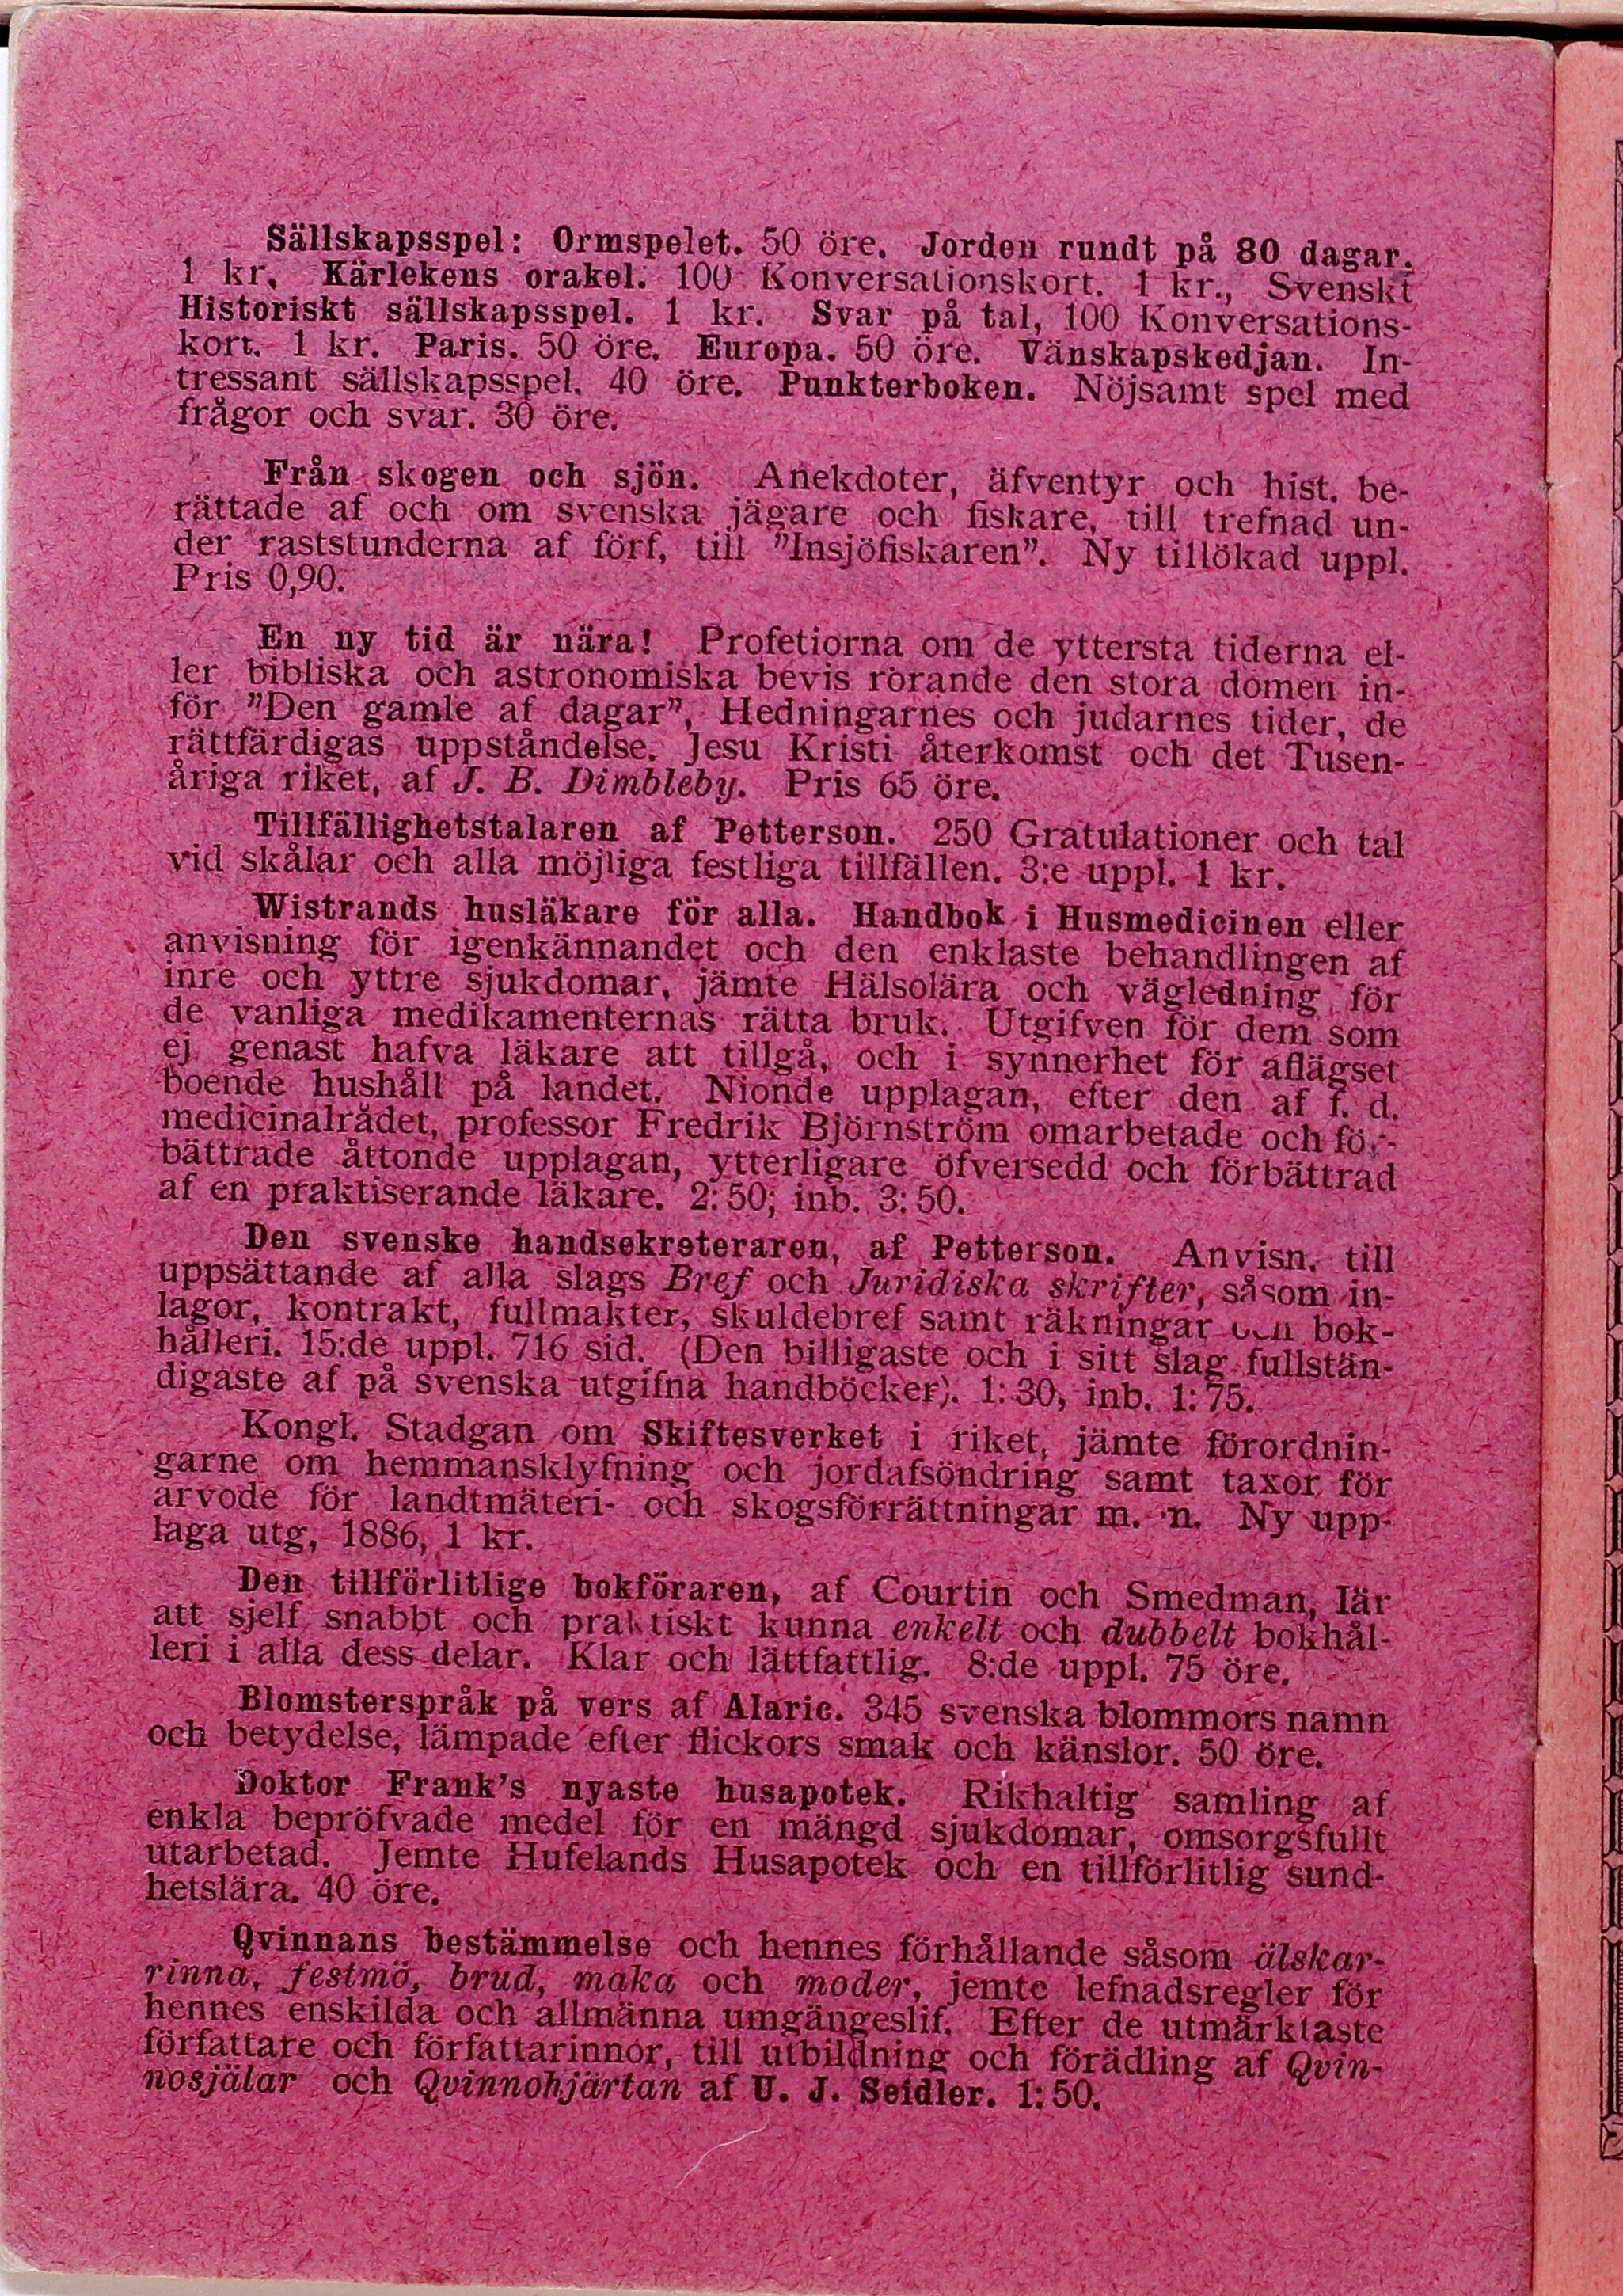 Sällskapsspel: Ormspelet. 50 öre. Jorden rundt på 80 dagar.
1 kr, Kärlekens orakel. 100 Konversationskort. 1 kr., Svenskt
Historiskt sällskapsspel. 1 kr. Svar på tal, 100 Konversations-
kort. 1 kr. Paris. 50 öre. Europa. 50 öre. Vänskapskedjan. In-
tressant sällskapsspel. 40 öre. Punkterboken. Nöjsamt spel med
frågor och svar. 30 öre.
Från skogen och sjön. Anekdoter, äfventyr och hist. be-
rättade af och om svenska jägare och fiskare, till trefnad un-
der raststunderna af förf, till "Insjöfiskaren". Ny tillökad uppl.
Pris 0,90.
En ny tid är nära! Profetiorna om de yttersta tiderna el-
ler bibliska och astronomiska bevis rörande den stora domen in-
för "Den gamle af dagar", Hedningarnes och judarnes tider, de
rättfärdigas uppståndelse. Jesu Kristi återkomst och det Tusen-
åriga riket, af J. B. Dimbleby. Pris 65 öre.
Tillfällighetstalaren af Petterson. 250 Gratulationer och tal
vid skålar och alla möjliga festliga tillfällen. 3:e uppl. 1 kr.
Wistrands husläkare för alla. Handbok i Husmedicinen eller
anvisning för igenkännandet och den enklaste behandlingen af
inre och yttre sjukdomar, jämte Hälsolära och vägledning för
de vanliga medikamenternas rätta bruk. Utgifven för dem som
ej genast hafva läkare att tillgå, och i synnerhet för aflägset
boende hushåll på landet. Nionde upplagan, efter den af f. d.
medicinalrådet, professor Fredrik Björnström omarbetade och för-
bättrade åttonde upplagan, ytterligare öfversedd och förbättrad
af en praktiserande läkare. 2: 50; inb. 3: 50.
Den svenske handsekreteraren, af Petterson. Anvisn. till
uppsättande af alla slags Bref och Juridiska skrifter, såsom in-
lagor, kontrakt, fullmakter, skuldebref samt räkningar och bok-
hålleri. 15:de uppl. 716 sid. (Den billigaste och i sitt slag fullstän-
digaste af på svenska utgifna handböcker). 1: 30, inb. 1: 75.
Kongl. Stadgan om Skiftesverket i riket, jämte förordnin-
garne om hemmansklyfning och jordafsöndring samt taxor för
arvode för landtmäteri- och skogsförrättningar m. n. Ny upp-
laga utg, 1886, 1 kr.
Den tillförlitlige bokföraren, af Courtin och Smedman, lär
att sjelf snabbt och praktiskt kunna enkelt och dubbelt bokhål-
leri i alla dess delar. Klar och lättfattlig. 8:de uppl. 75 öre.
Blomsterspråk på vers af Alaric. 345 svenska blommors namn
och betydelse, lämpade efter flickors smak och känslor. 50 öre.
Doktor Frank's nyaste husapotek. Rikhaltig samling af
enkla bepröfvade medel för en mängd sjukdomar, omsorgsfullt
utarbetad. Jemte Hufelands Husapotek och en tillförlitlig sund-
hetslära. 40 öre.
Qvinnans bestämmelse och hennes förhållande såsom älskar-
rinna, festmö, brud, maka och moder, jemte lefnadsregler för
hennes enskilda och allmänna umgängeslif. Efter de utmärktaste
författare och författarinnor, till utbildning och förädling af Qvin-
nosjälar och Qvinnohjärtan af U. J. Seidler. 1: 50.